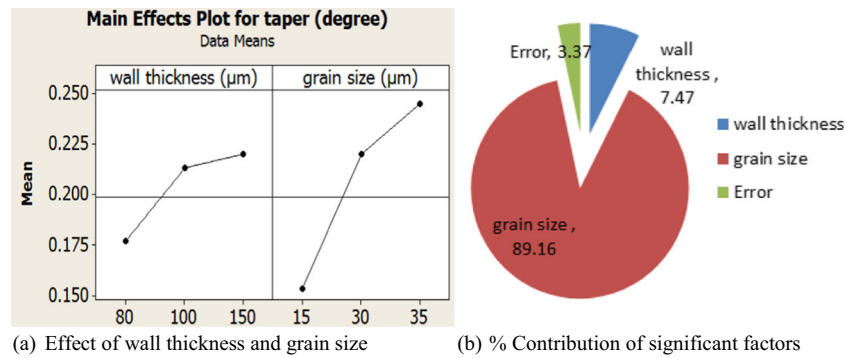 Main Effects Plot for taper (degree)
Data Means
wall thickness (µm)
grain size (µm)
Mean
0.250
0.225
0.200
0.175
0.150
80 100 150
15 30 35
(a) Effect of wall thickness and grain size
Error, 3.37
wall
thickness ,
7.47
grain size ,
89.16
wall thickness
grain size
Error
(b) % Contribution of significant factors